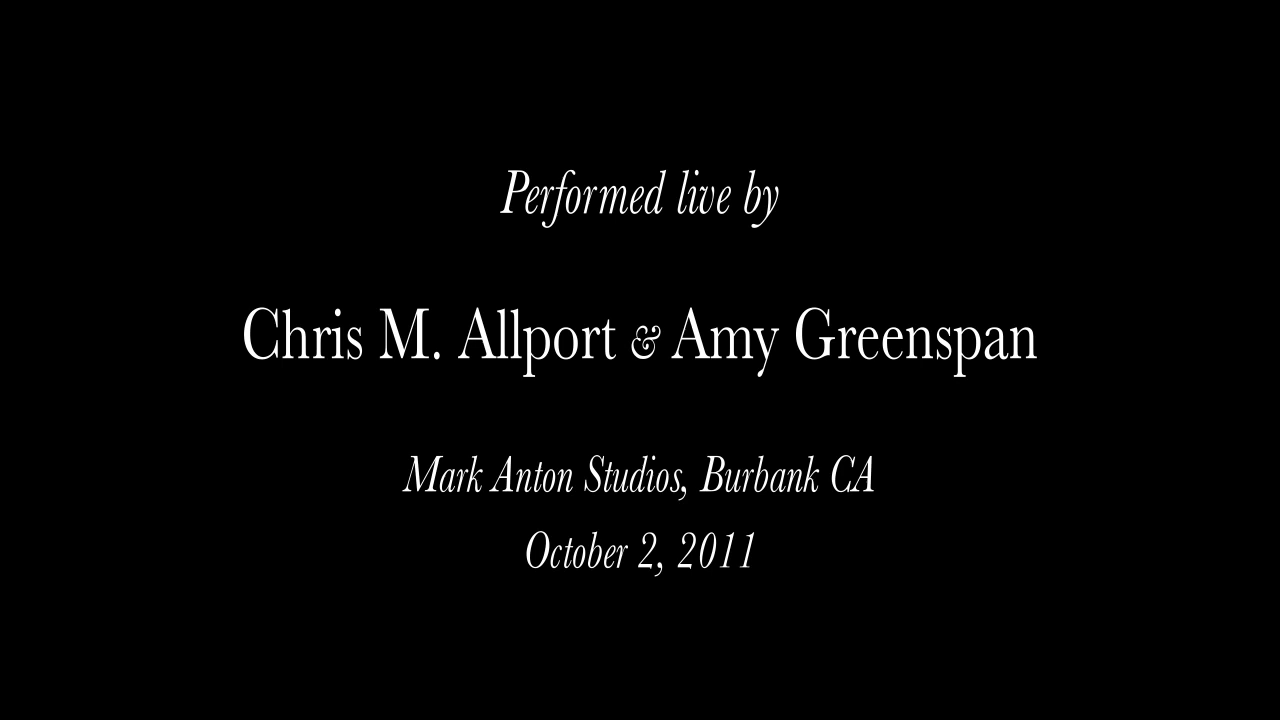 Performed live by
Chris M. Allport & Amy Greenspan
Mark Anton Studios, Burbank CA
October 2, 2011